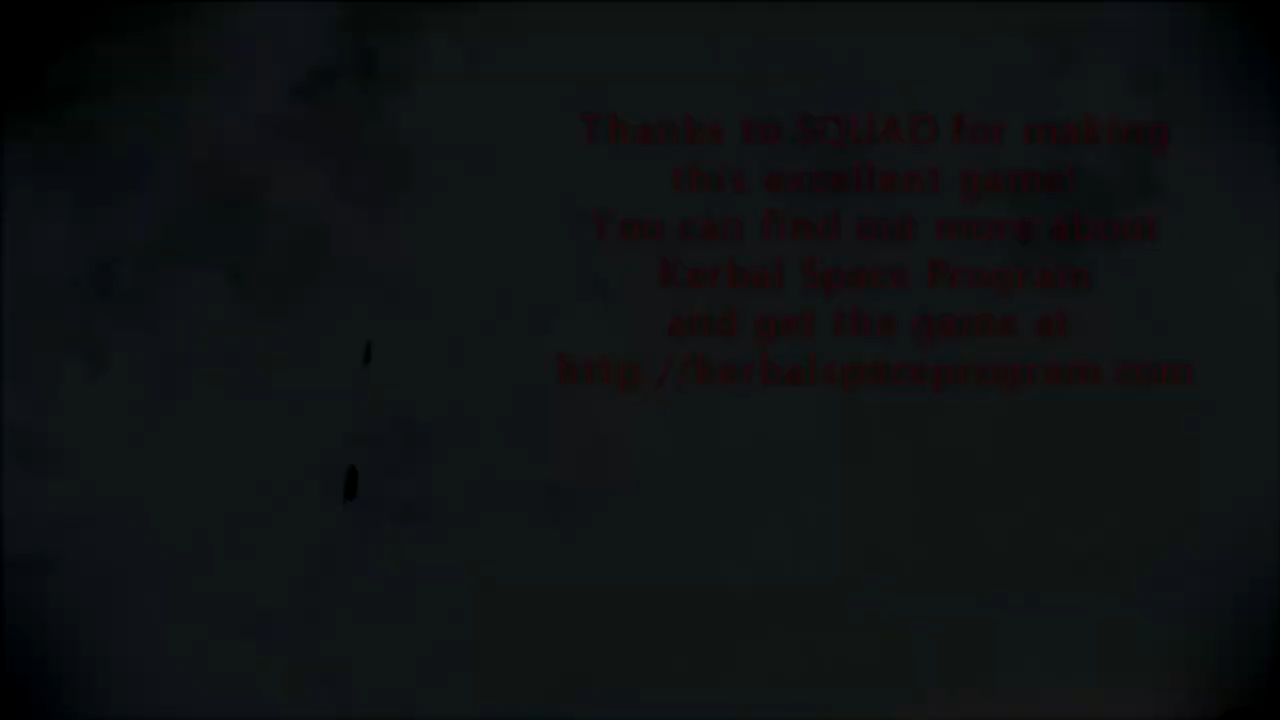 Thanks to SQUAD for making
this excellent game!
You can find out more about
Kerbal Space Program
and get the game at
http://kerbalspaceprogram.com